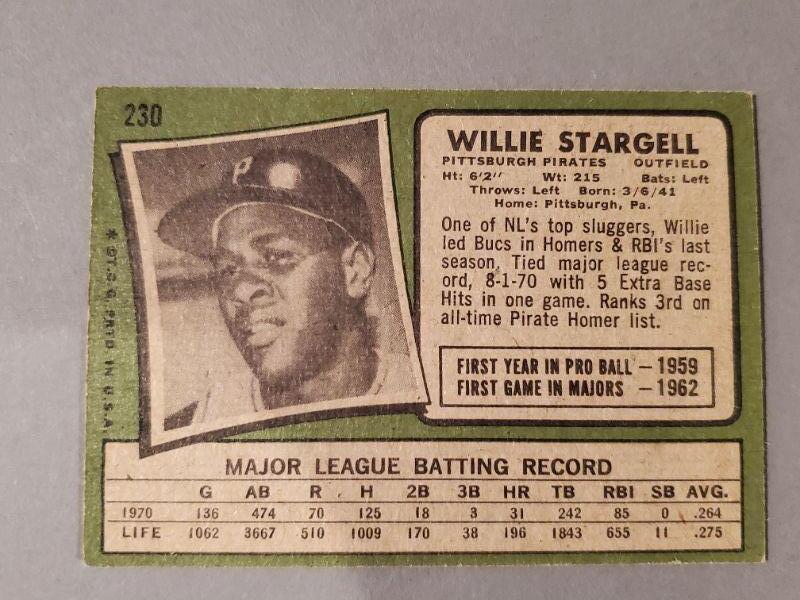 230
P
WILLIE STARGELL
PITTSBURGH PIRATES OUTFIELD
Ht: 6'2" Wt: 215 Bats: Left
Throws: Left Born: 3/6/41
Home: Pittsburgh, Pa.
One of NL's top sluggers, Willie
led Bucs in Homers & RBI's last
season, Tied major league rec-
ord, 8-1-70 with 5 Extra Base
Hits in one game. Ranks 3rd on
all-time Pirate Homer list.
FIRST YEAR IN PRO BALL — 1959
FIRST GAME IN MAJORS — 1962
PRTD IN U.S.A.
MAJOR LEAGUE BATTING RECORD
G AB R H 2B 3B HR TB RBI SB AVG.
1970 136 474 70 125 18 3 31 242 85 0 .264
LIFE 1062 3667 510 1009 170 38 196 1843 655 11 .275